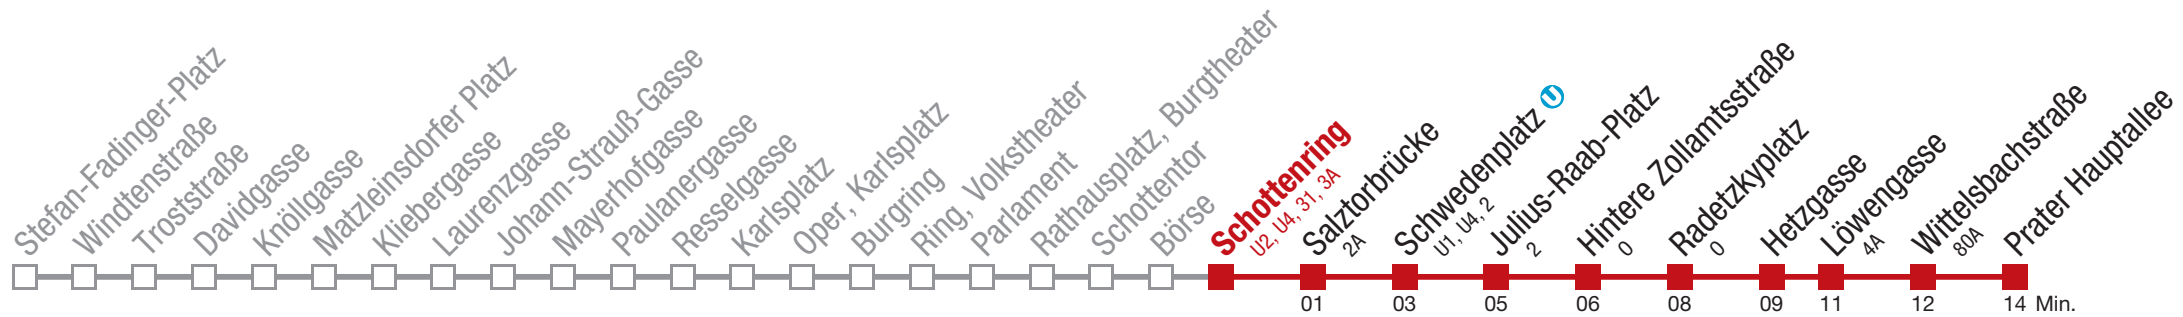 Stefan-Fadinger-Platz
Windtenstraße
Troststraße
Davidgasse
Knöllgasse
Matzleinsdorfer Platz
Kliebergasse
Laurenzgasse
Johann-Strauß-Gasse
Mayerhofgasse
Paulanergasse
Resselgasse
Karlsplatz
Oper, Karlsplatz
Burgring
Ring, Volkstheater
Parlament
Rathausplatz, Burgtheater
Schottentor
Börse
Schottenring
U2, U4, 31, 3A
Salztorbrücke
2A
Schwedenplatz U
U1, U4, 2
Julius-Raab-Platz
2
Hintere Zollamtsstraße
O
Radetzkyplatz
O
Hetzgasse
Löwengasse
4A
Wittelsbachstraße
80A
Prater Hauptallee
01 03 05 06 08 09 11 12 14 Min.